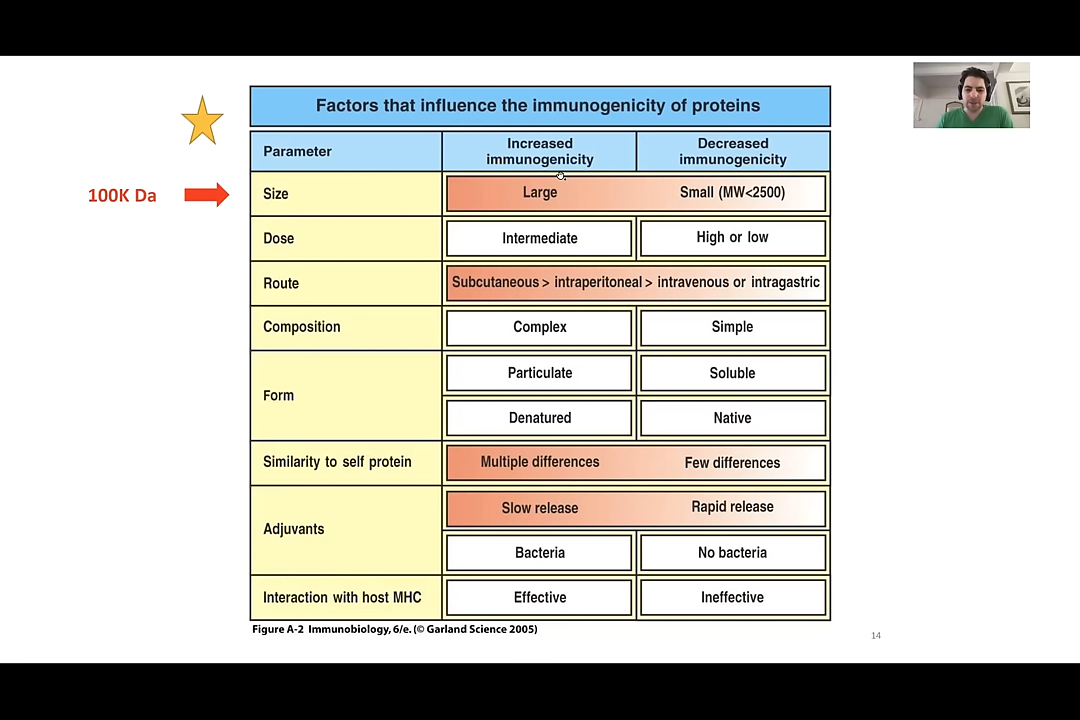 Factors that influence the immunogenicity of proteins
Parameter
Increased
immunogenicity
Decreased
immunogenicity
100K Da
Size
Large
Small (MW<2500)
Dose
Intermediate
High or low
Route
Subcutaneous > intraperitoneal > intravenous or intragastric
Composition
Complex
Simple
Form
Particulate
Soluble
Denatured
Native
Similarity to self protein
Multiple differences
Few differences
Adjuvants
Slow release
Rapid release
Bacteria
No bacteria
Interaction with host MHC
Effective
Ineffective
Figure A-2 Immunobiology, 6/e. (© Garland Science 2005)
14